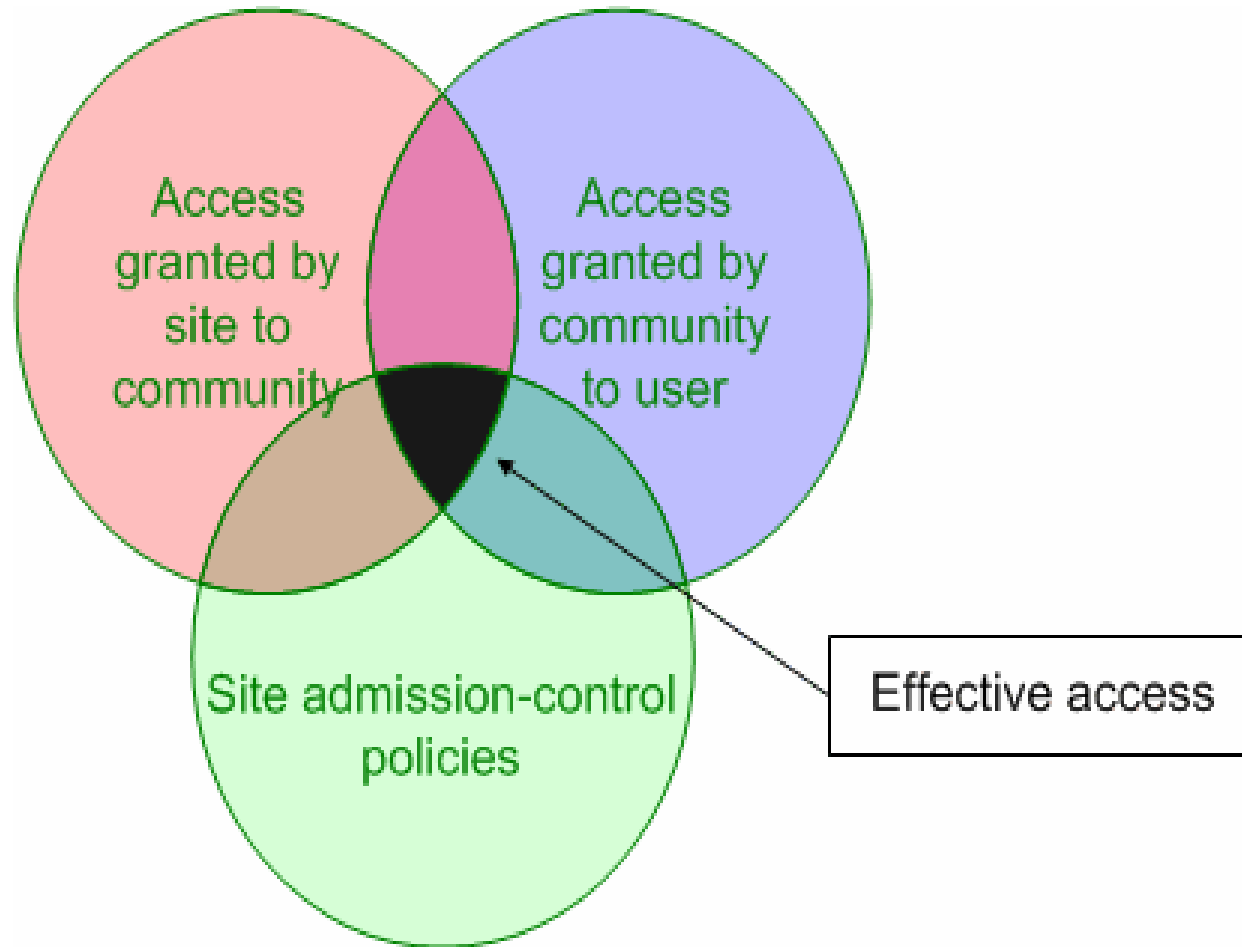 Access
granted by
site to
community
Access
granted by
community
to user
Site admission-control
policies
Effective access